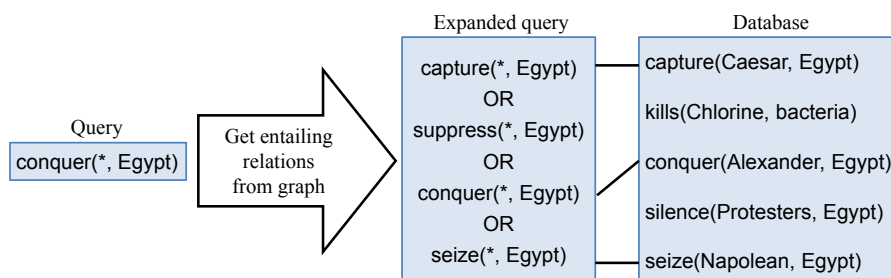 Query
conquer(*, Egypt)
Get entailing
relations
from graph
Expanded query
capture(*, Egypt)
OR
suppress(*, Egypt)
OR
conquer(*, Egypt)
OR
seize(*, Egypt)
Database
capture(Caesar, Egypt)
kills(Chlorine, bacteria)
conquer(Alexander, Egypt)
silence(Protesters, Egypt)
seize(Napolean, Egypt)